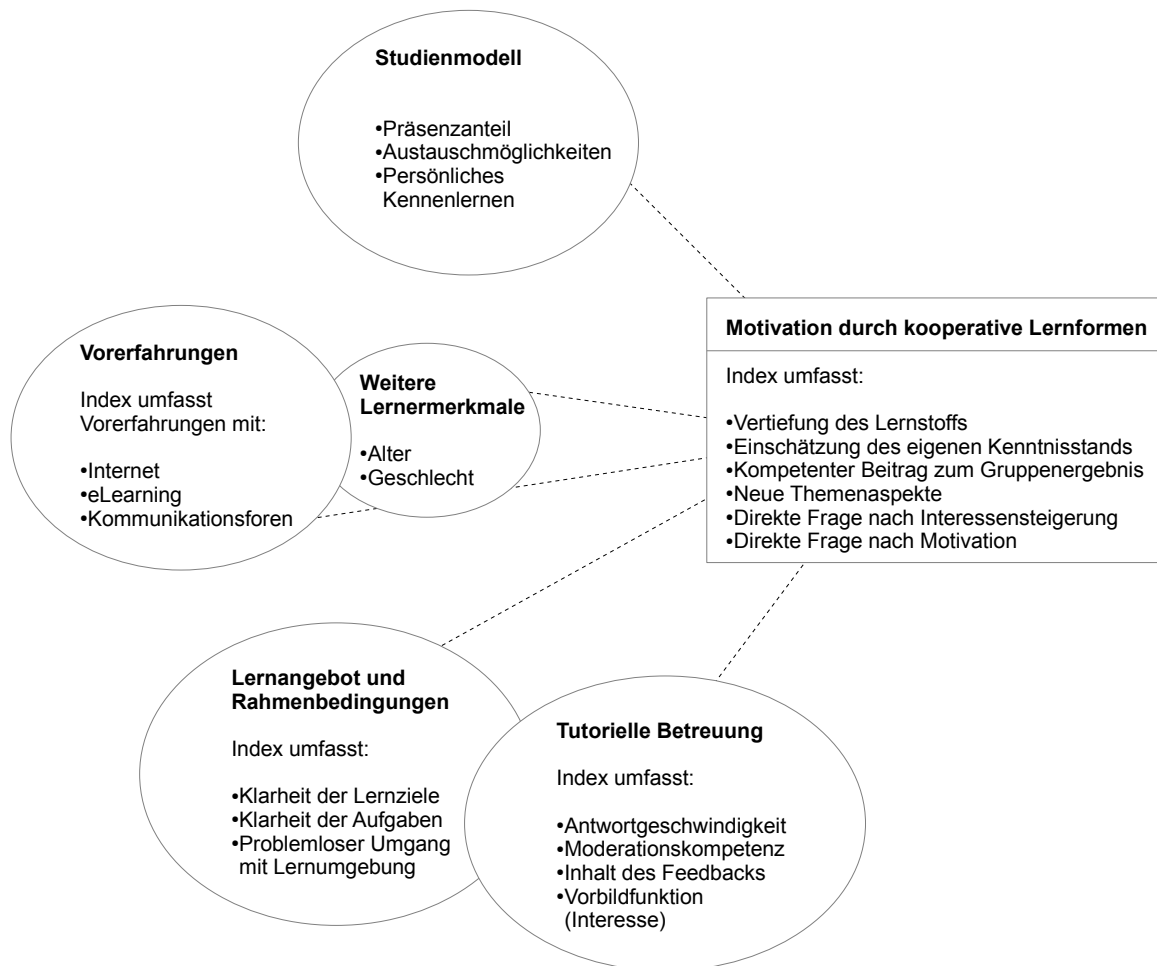 Studienmodell
•Präsenzanteil
•Austauschmöglichkeiten
•Persönliches
Kennenlernen
Vorerfahrungen
Index umfasst
Vorerfahrungen mit:
•Internet
•eLearning
•Kommunikationsforen
Weitere
Lernermerkmale
•Alter
•Geschlecht
Motivation durch kooperative Lernformen
Index umfasst:
•Vertiefung des Lernstoffs
•Einschätzung des eigenen Kenntnisstands
•Kompetenter Beitrag zum Gruppenergebnis
•Neue Themenaspekte
•Direkte Frage nach Interessensteigerung
•Direkte Frage nach Motivation
Lernangebot und
Rahmenbedingungen
Index umfasst:
•Klarheit der Lernziele
•Klarheit der Aufgaben
•Problemloser Umgang
mit Lernumgebung
Tutorielle Betreuung
Index umfasst:
•Antwortgeschwindigkeit
•Moderationskompetenz
•Inhalt des Feedbacks
•Vorbildfunktion
(Interesse)